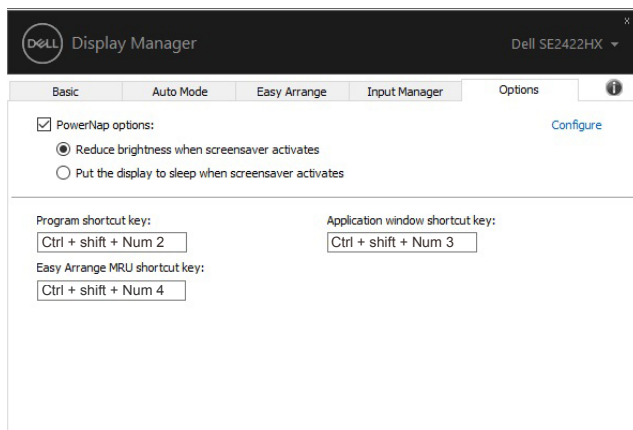 x
DELL Display Manager Dell SE2422HX
Basic Auto Mode Easy Arrange Input Manager Options i
PowerNap options: Configure
Reduce brightness when screensaver activates
Put the display to sleep when screensaver activates
Program shortcut key: Application window shortcut key:
Ctrl + shift + Num 2 Ctrl + shift + Num 3
Easy Arrange MRU shortcut key:
Ctrl + shift + Num 4